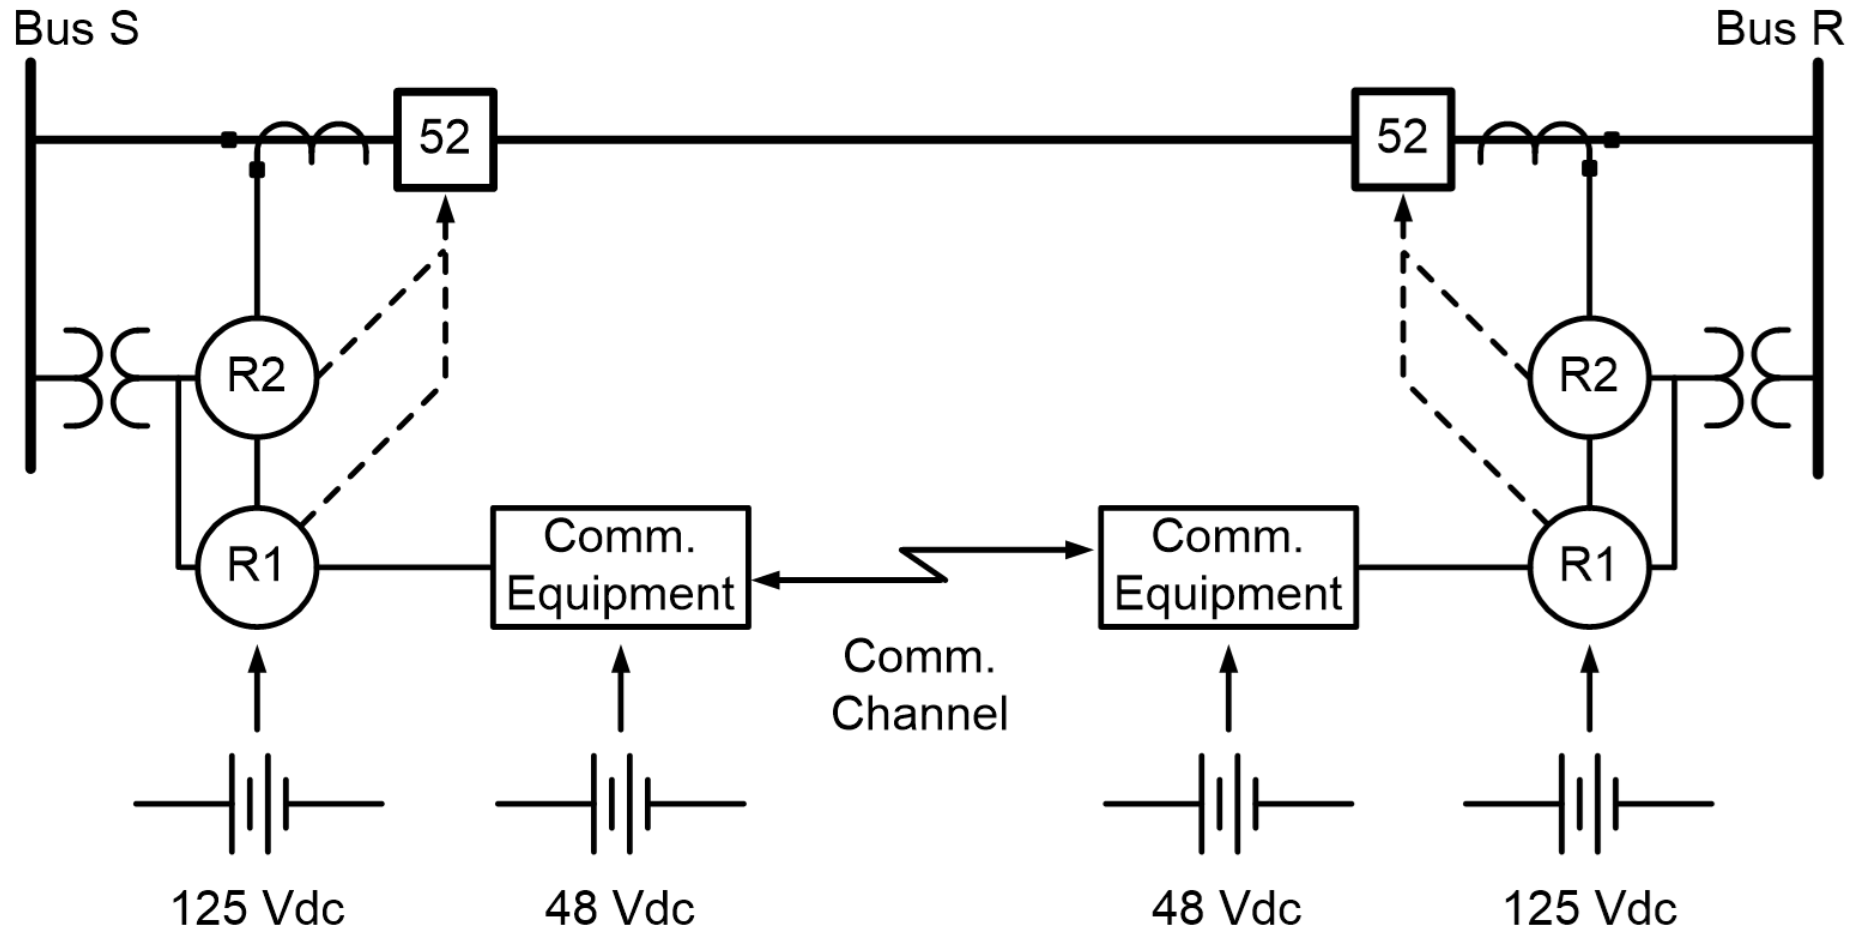 Bus S
Bus R
52
52
R2
R2
R1
Comm.
Equipment
Comm.
Equipment
R1
Comm.
Channel
125 Vdc
48 Vdc
48 Vdc
125 Vdc